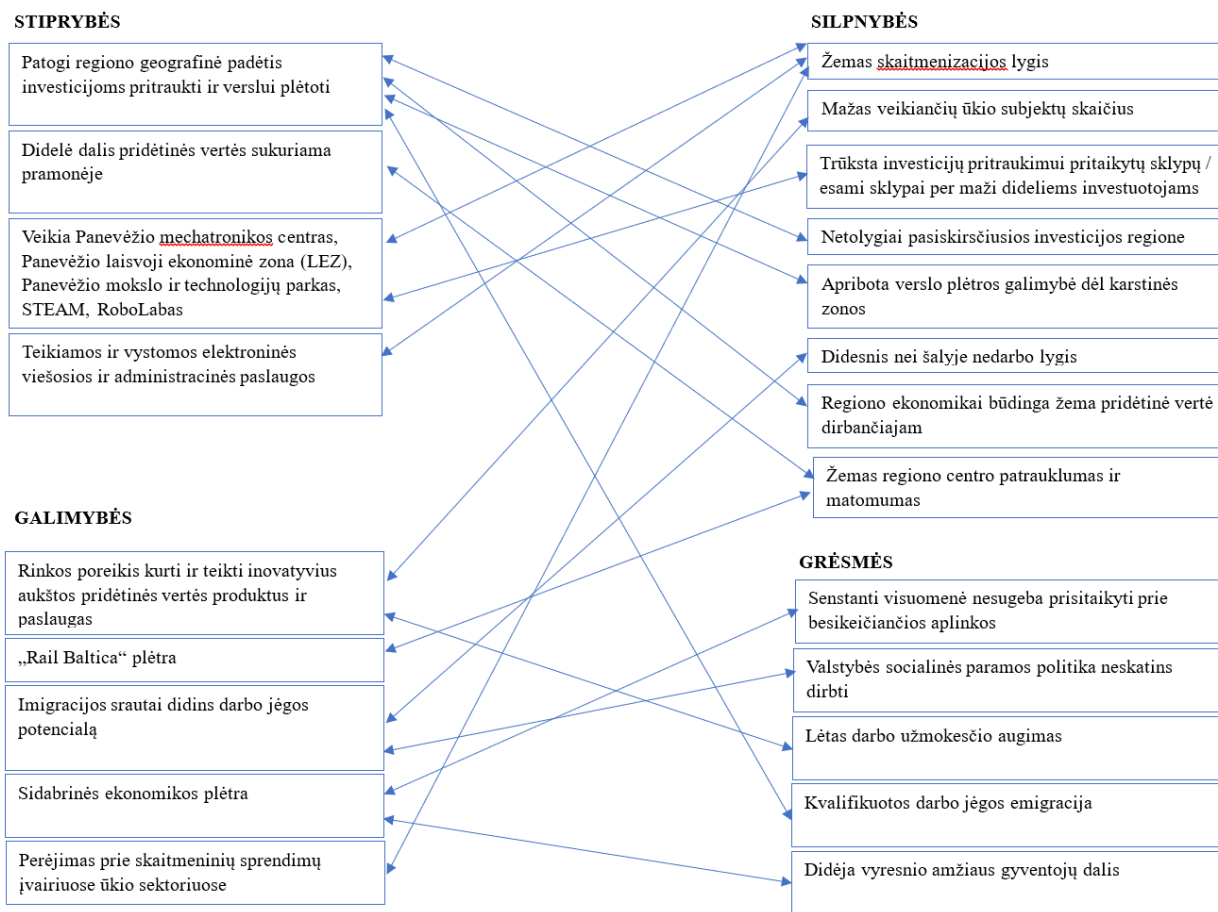 STIPRYBĖS
Patogi regiono geografinė padėtis
investicijoms pritraukti ir verslui plėtoti
Didelė dalis pridėtinės vertės sukuriama
pramonėje
Veikia Panevėžio mechatronikos centras,
Panevėžio laisvoji ekonominė zona (LEZ),
Panevėžio mokslo ir technologijų parkas,
STEAM, RoboLabas
Teikiamos ir vystomos elektroninės
viešosios ir administracinės paslaugos
GALIMYBĖS
Rinkos poreikis kurti ir teikti inovatyvius
aukštos pridėtinės vertės produktus ir
paslaugas
„Rail Baltica“ plėtra
Imigracijos srautai didins darbo jėgos
potencialą
Sidabrinės ekonomikos plėtra
Perėjimas prie skaitmeninių sprendimų
įvairiuose ūkio sektoriuose
SILPNYBĖS
Žemas skaitmenizacijos lygis
Mažas veikiančių ūkio subjektų skaičius
Trūksta investicijų pritraukimui pritaikytų sklypų /
esami sklypai per maži dideliems investuotojams
Netolygiai pasiskirsčiusios investicijos regione
Apribota verslo plėtros galimybė dėl karstinės
zonos
Didesnis nei šalyje nedarbo lygis
Regiono ekonomikai būdinga žema pridėtinė vertė
dirbančiajam
Žemas regiono centro patrauklumas ir
matomumas
GRĖSMĖS
Senstanti visuomenė nesugeba prisitaikyti prie
besikeičiančios aplinkos
Valstybės socialinės paramos politika neskatins
dirbti
Lėtas darbo užmokesčio augimas
Kvalifikuotos darbo jėgos emigracija
Didėja vyresnio amžiaus gyventojų dalis